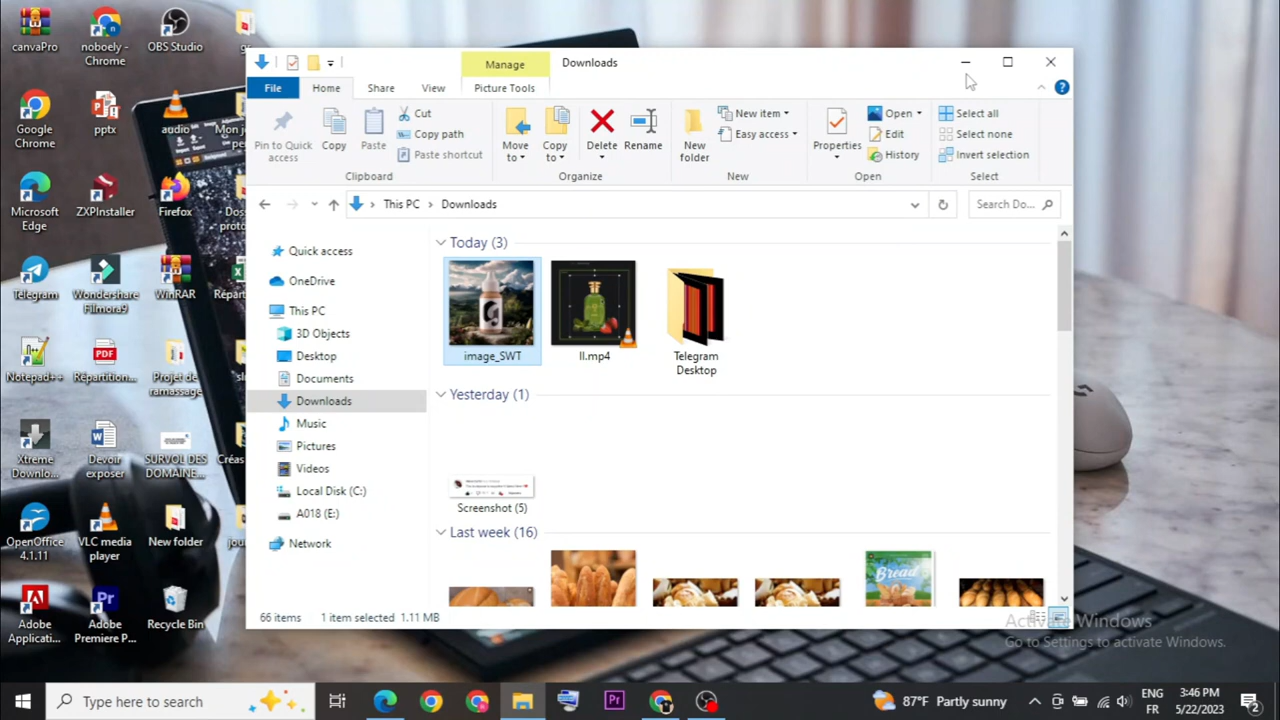 canvaPro
noboely -
Chrome
OBS Studio
Google
Chrome
pptx
audio
Microsoft
Edge
ZXPInstaller
Firefox
Telegram
Wondershare
Filmora9
WinRAR
Notepad++
Répartition...
Projet de
ramassage
Xtreme
Downlo...
Devoir
exposer
SURVOL DES
DOMAINE...
OpenOffice
4.1.11
VLC media
player
New folder
Adobe
Applicati...
Adobe
Premiere P...
Recycle Bin
Manage
Downloads
File
Home
Share
View
Picture Tools
Pin to Quick
access
Copy
Paste
Cut
Copy path
Paste shortcut
Clipboard
Move
to
Copy
to
Delete
Rename
Organize
New
folder
New item
Easy access
New
Properties
Open
Edit
History
Open
Select all
Select none
Invert selection
Select
This PC > Downloads
Search Do...
Quick access
OneDrive
This PC
3D Objects
Desktop
Documents
Downloads
Music
Pictures
Videos
Local Disk (C:)
A018 (E:)
Network
Today (3)
image_SWT
II.mp4
Telegram
Desktop
Yesterday (1)
Screenshot (5)
Last week (16)
Bread
66 items
1 item selected 1.11 MB
Activate Windows
Go to Settings to activate Windows.
Type here to search
Pr
87°F Partly sunny
ENG
FR
3:46 PM
5/22/2023
2